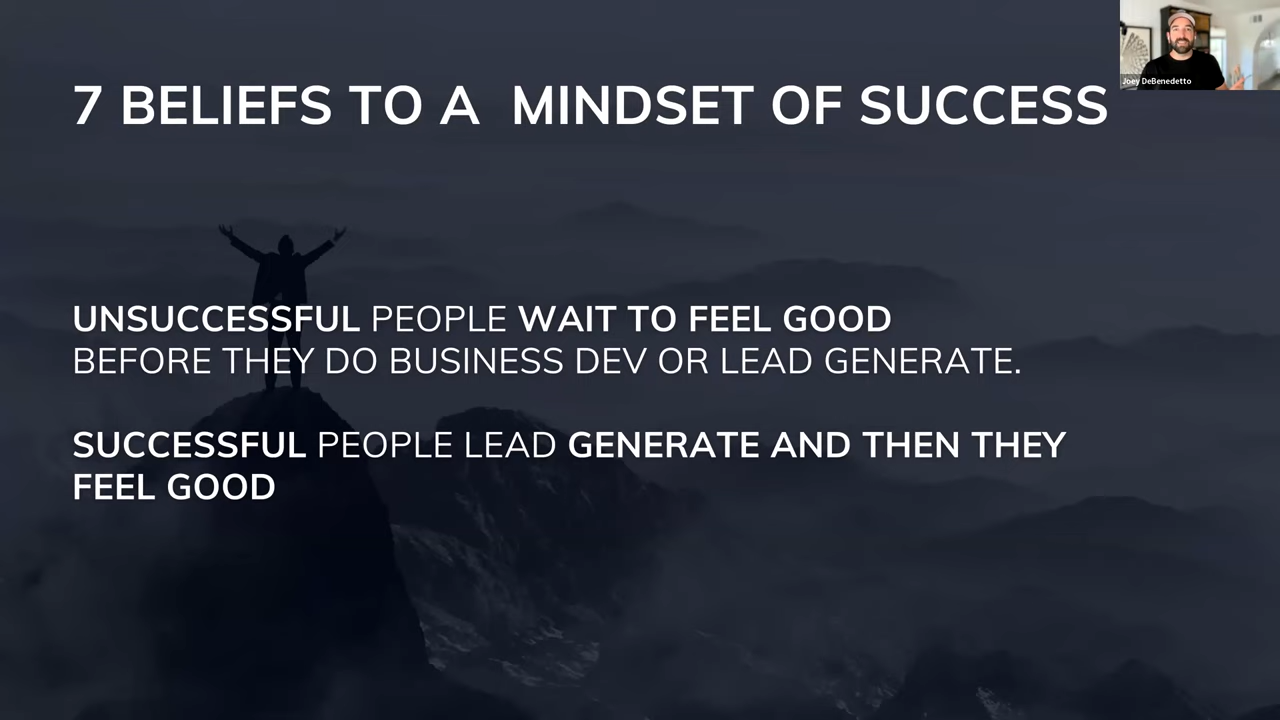 7 BELIEFS TO A MINDSET OF SUCCESS
Joey DeBenedetto
UNSUCCESSFUL PEOPLE WAIT TO FEEL GOOD
BEFORE THEY DO BUSINESS DEV OR LEAD GENERATE.
SUCCESSFUL PEOPLE LEAD GENERATE AND THEN THEY
FEEL GOOD